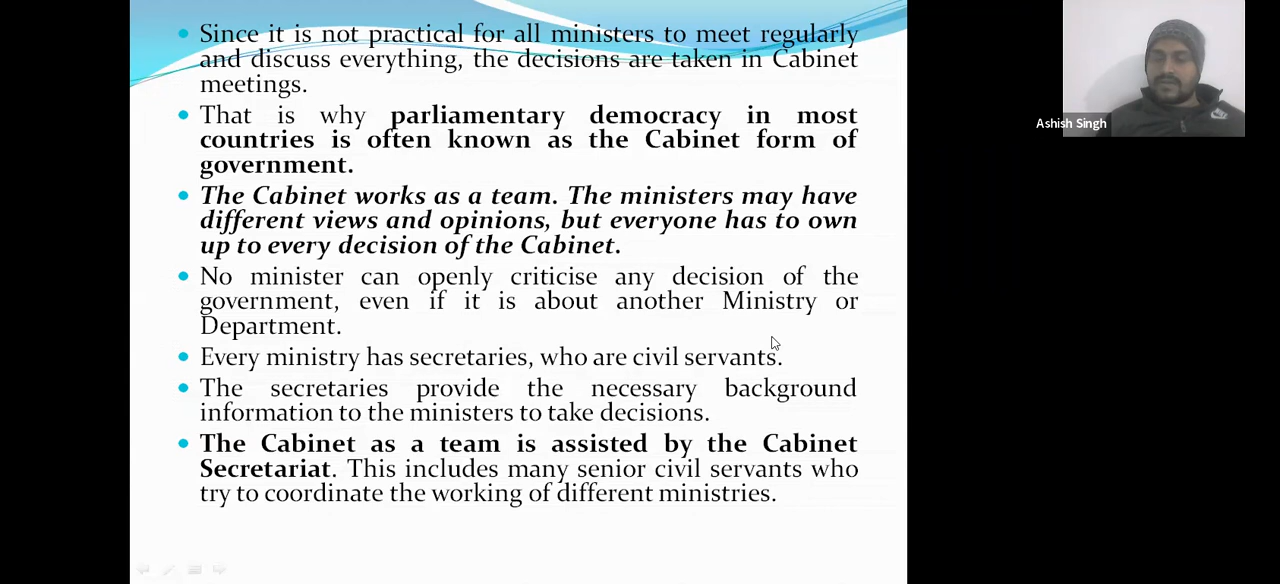 Since it is not practical for all ministers to meet regularly
and discuss everything, the decisions are taken in Cabinet
meetings.
That is why parliamentary democracy in most
countries is often known as the Cabinet form of
government.
The Cabinet works as a team. The ministers may have
different views and opinions, but everyone has to own
up to every decision of the Cabinet.
No minister can openly criticise any decision of the
government, even if it is about another Ministry or
Department.
Every ministry has secretaries, who are civil servants.
The secretaries provide the necessary background
information to the ministers to take decisions.
The Cabinet as a team is assisted by the Cabinet
Secretariat. This includes many senior civil servants who
try to coordinate the working of different ministries.
Ashish Singh